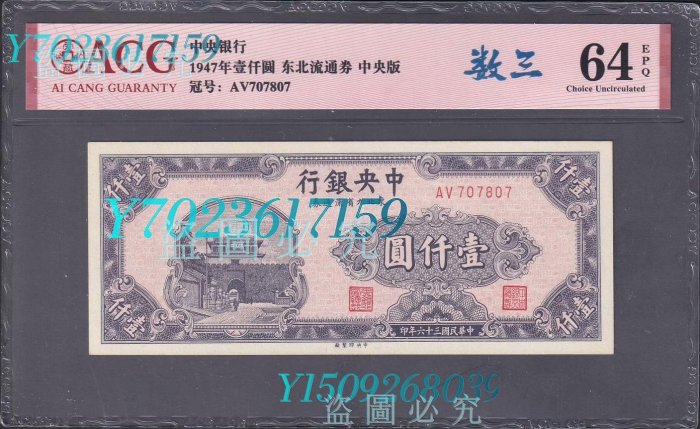 Y7023617159
ACG
AI CANG GUARANTY
中央银行
1947年壹仟圆 东北流通券 中央版
冠号: AV707807
数三
64
EPQ
Choice Uncirculated
壹仟
壹仟
行銀央中
AV 707807
Y7023617159
盗圖必究
圓仟壹
壹仟
壹仟
印年六十三國民華中
Y1509268039
盗圖必究